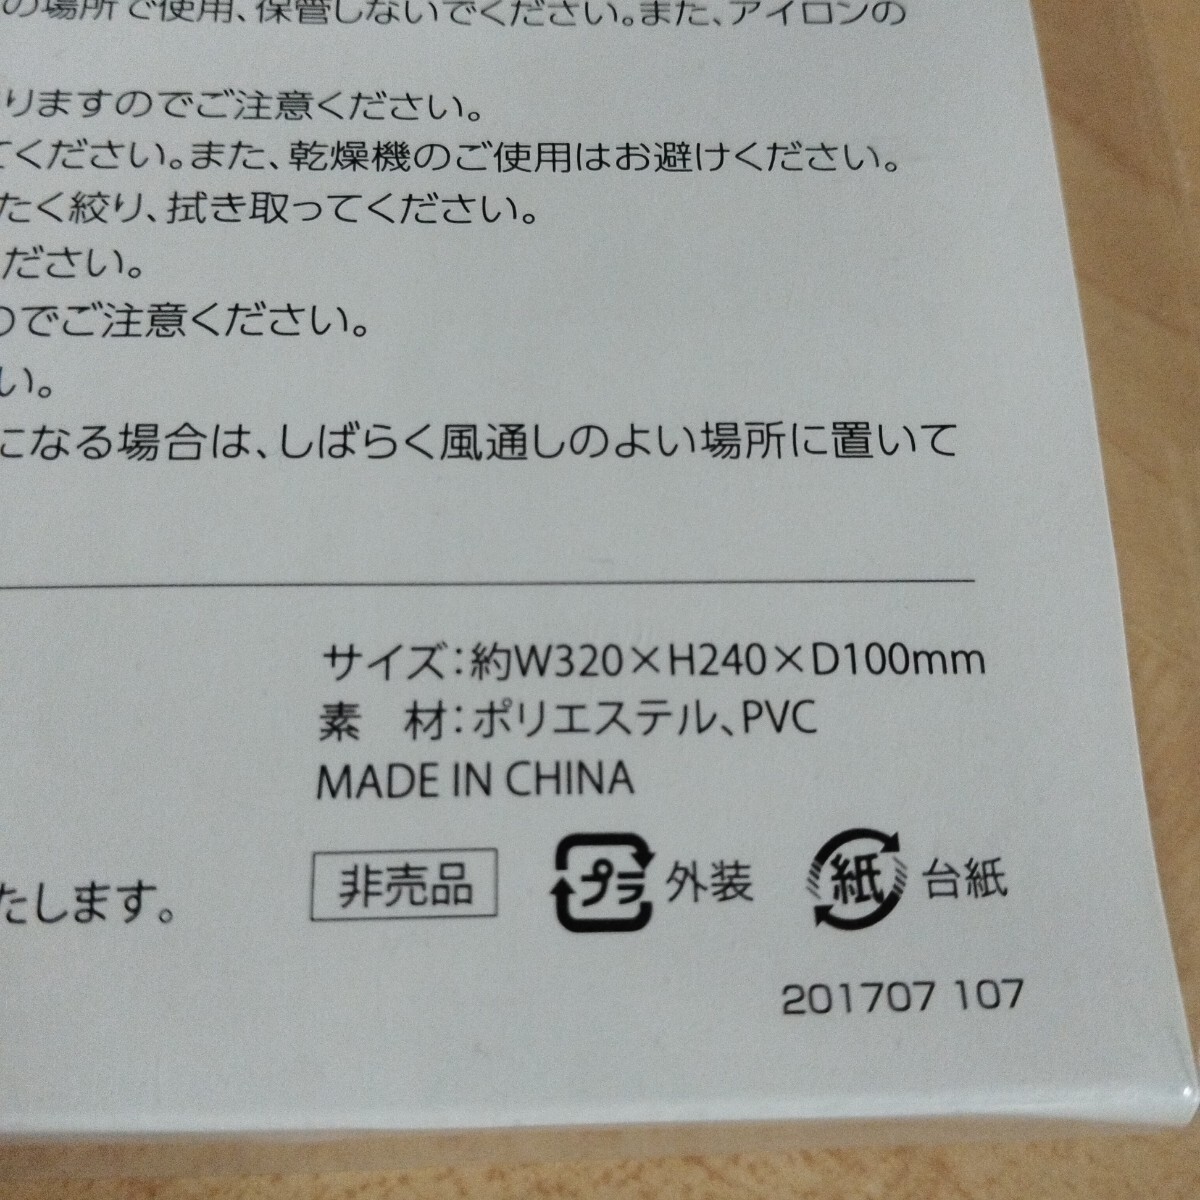 の場所で使用、保管しないでください。また、アイロンの
りますのでご注意ください。
てください。また、乾燥機のご使用はお避けください。
たく絞り、拭き取ってください。
ださい。
のでご注意ください。
い。
になる場合は、しばらく風通しのよい場所に置いて
サイズ：約W320×H240×D100mm
素　材：ポリエステル、PVC
MADE IN CHINA
たします。
非売品 プラ 外装 紙 台紙
201707 107